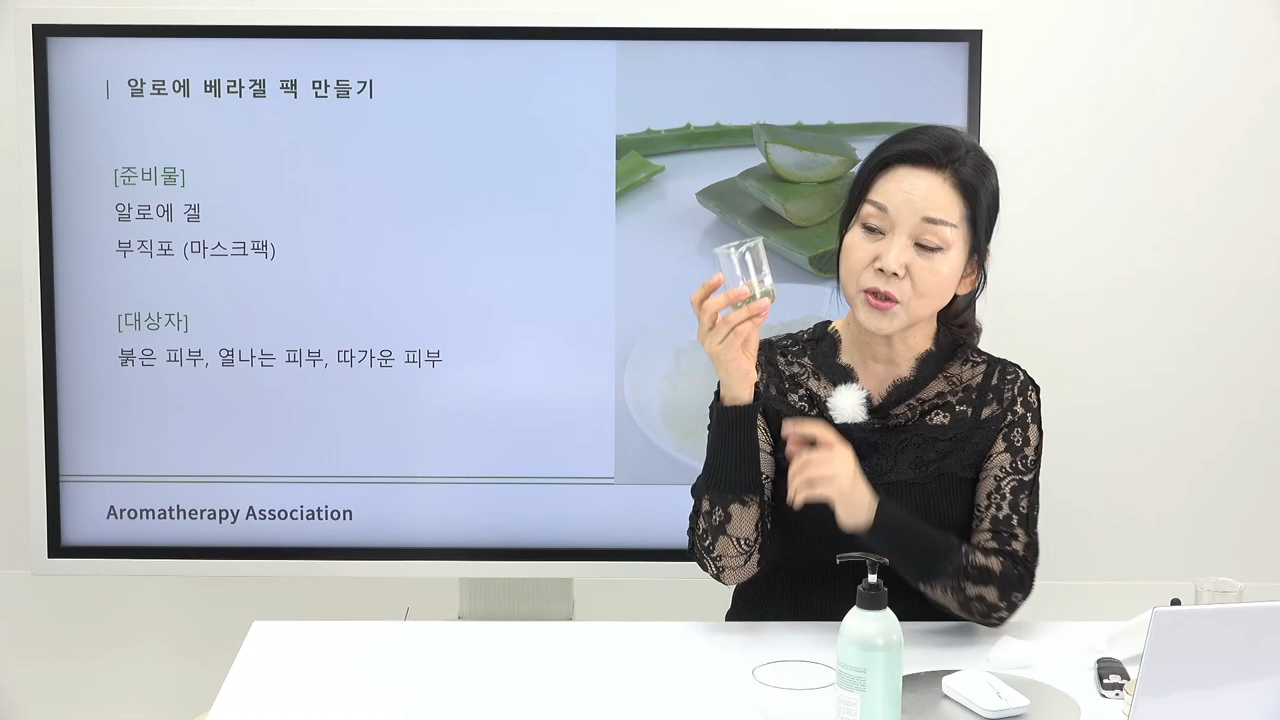 | 알로에 베라겔 팩 만들기
[준비물]
알로에 겔
부직포 (마스크팩)
[대상자]
붉은 피부, 열나는 피부, 따가운 피부
Aromatherapy Association